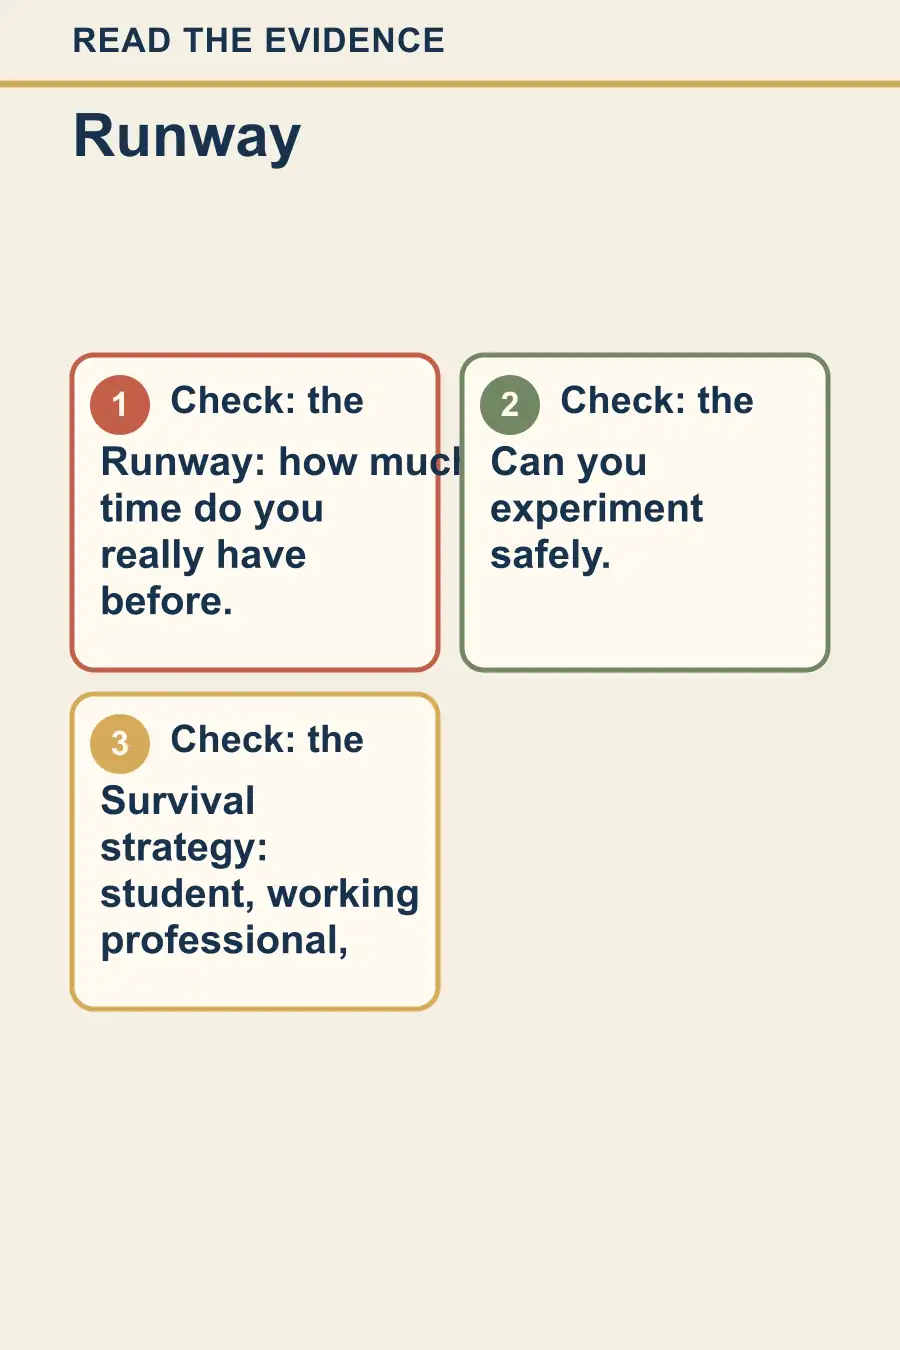 READ THE EVIDENCE
Runway
1 Check: the
Runway: how much
time do you
really have
before.
2 Check: the
Can you
experiment
safely.
3 Check: the
Survival
strategy:
student, working
professional,